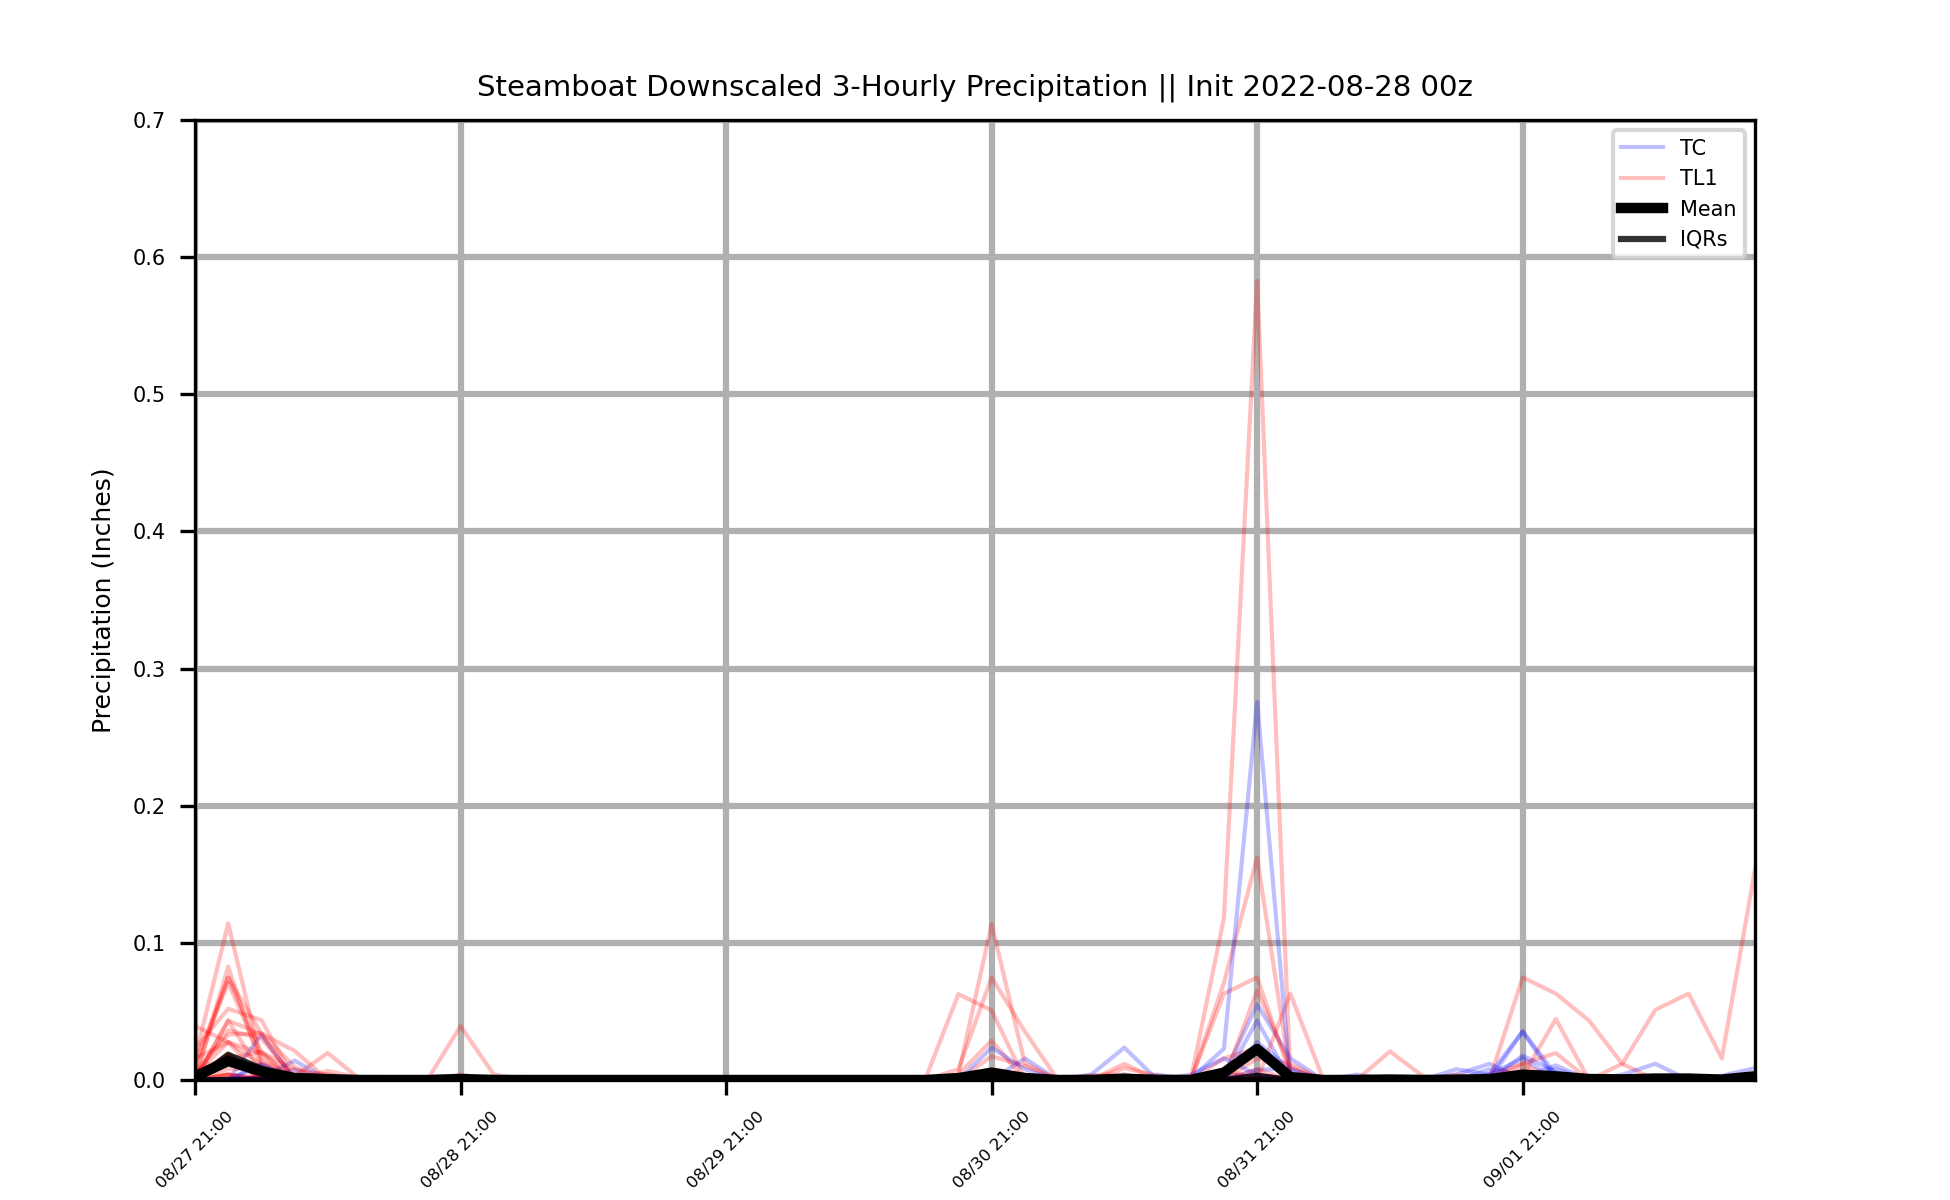 Steamboat Downscaled 3-Hourly Precipitation || Init 2022-08-28 00z
0.7
0.6
0.5
0.4
0.3
0.2
0.1
0.0
Precipitation (Inches)
TC
TL1
Mean
IQRs
08/27 21:00
08/28 21:00
08/29 21:00
08/30 21:00
08/31 21:00
09/01 21:00